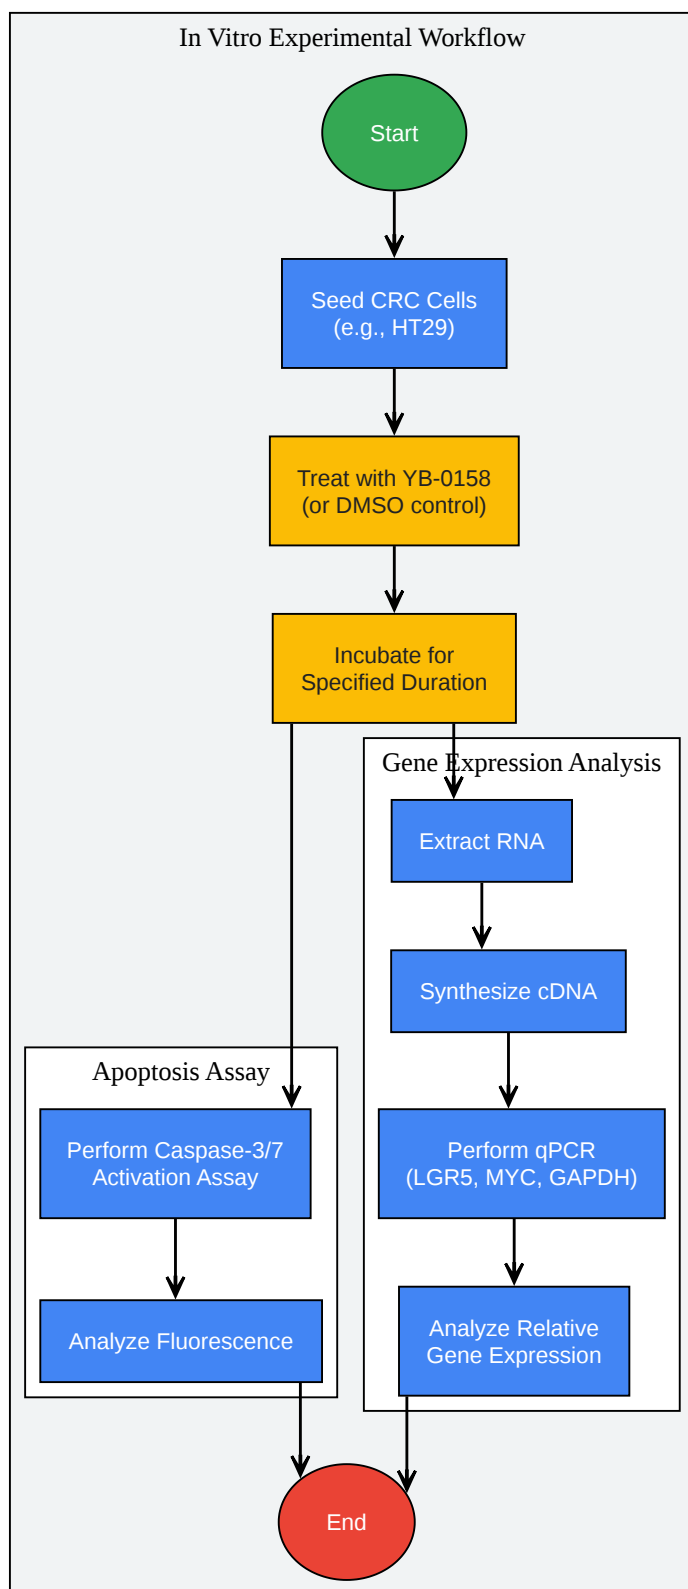 In Vitro Experimental Workflow
Start
Seed CRC Cells
(e.g., HT29)
Treat with YB-0158
(or DMSO control)
Incubate for
Specified Duration
Gene Expression Analysis
Extract RNA
Synthesize cDNA
Apoptosis Assay
Perform Caspase-3/7
Activation Assay
Perform qPCR
(LGR5, MYC, GAPDH)
Analyze Fluorescence
Analyze Relative
Gene Expression
End